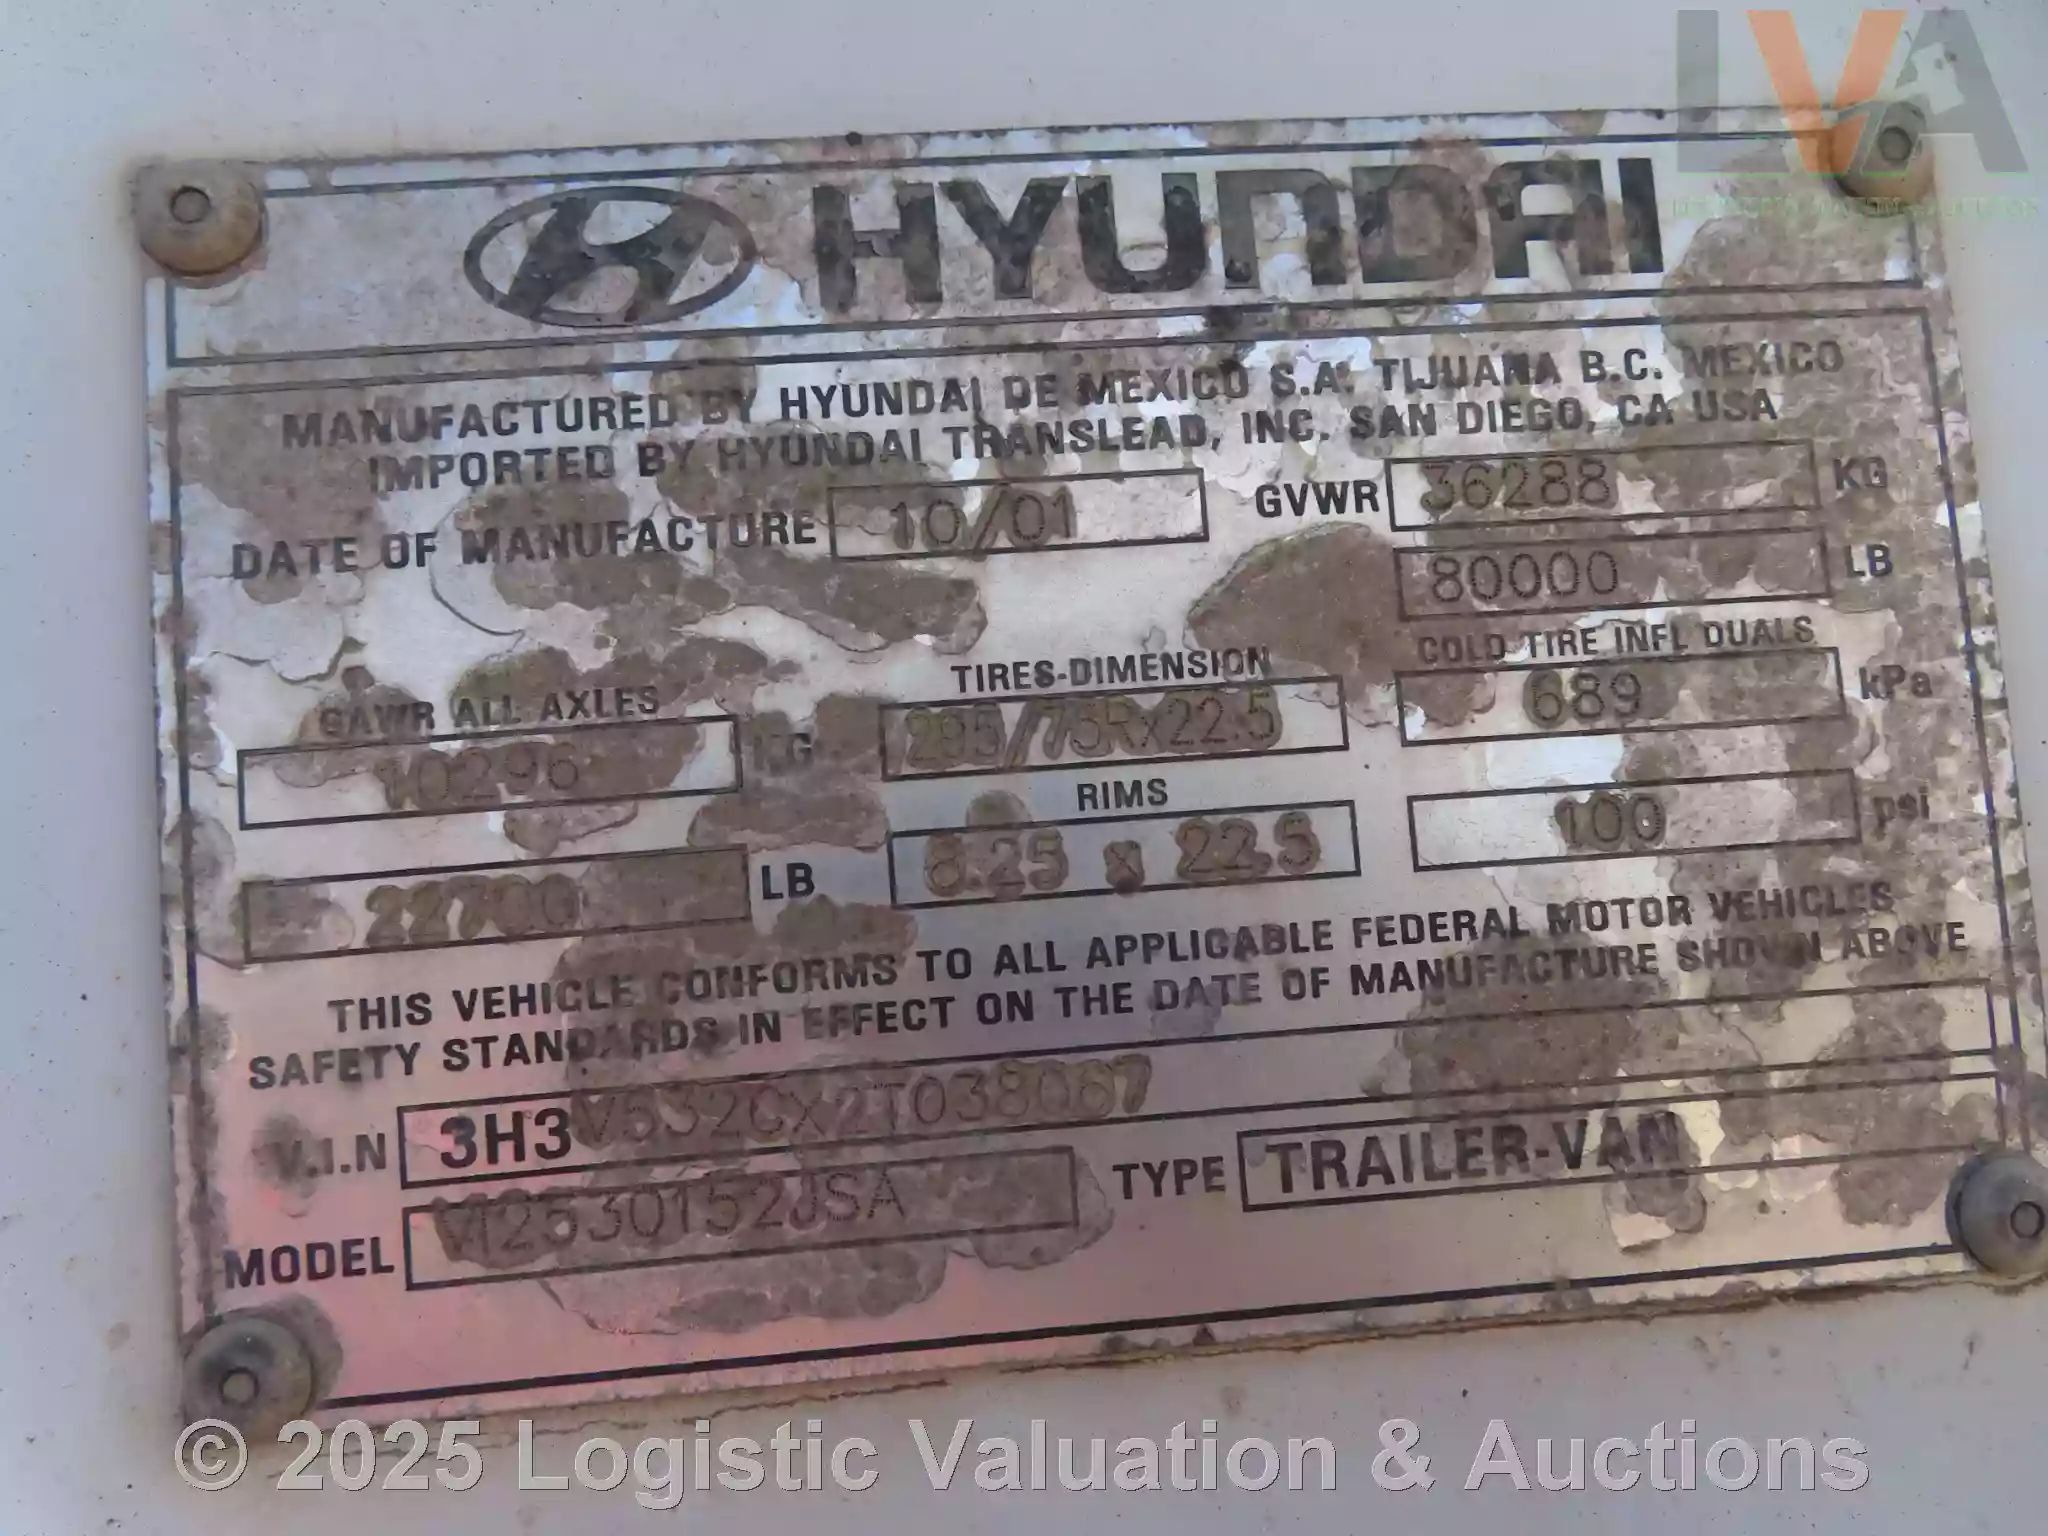 LVA
HYUNDAI
MANUFACTURED BY HYUNDAI DE MEXICO S.A. TIJUANA B.C. MEXICO
IMPORTED BY HYUNDAI TRANSLEAD, INC. SAN DIEGO, CA USA
DATE OF MANUFACTURE 10/01 GVWR 36288 KG
80000 LB
GAWR ALL AXLES TIRES-DIMENSION COLD TIRE INFL DUALS
10296 KG 285/75Rx22.5 689 kPa
RIMS
22700 LB 8.25 x 22.5 100 psi
THIS VEHICLE CONFORMS TO ALL APPLICABLE FEDERAL MOTOR VEHICLES
SAFETY STANDARDS IN EFFECT ON THE DATE OF MANUFACTURE SHOWN ABOVE
V.I.N 3H3V532CX2T038067
MODEL VI2530152JSA TYPE TRAILER-VAN
© 2025 Logistic Valuation & Auctions